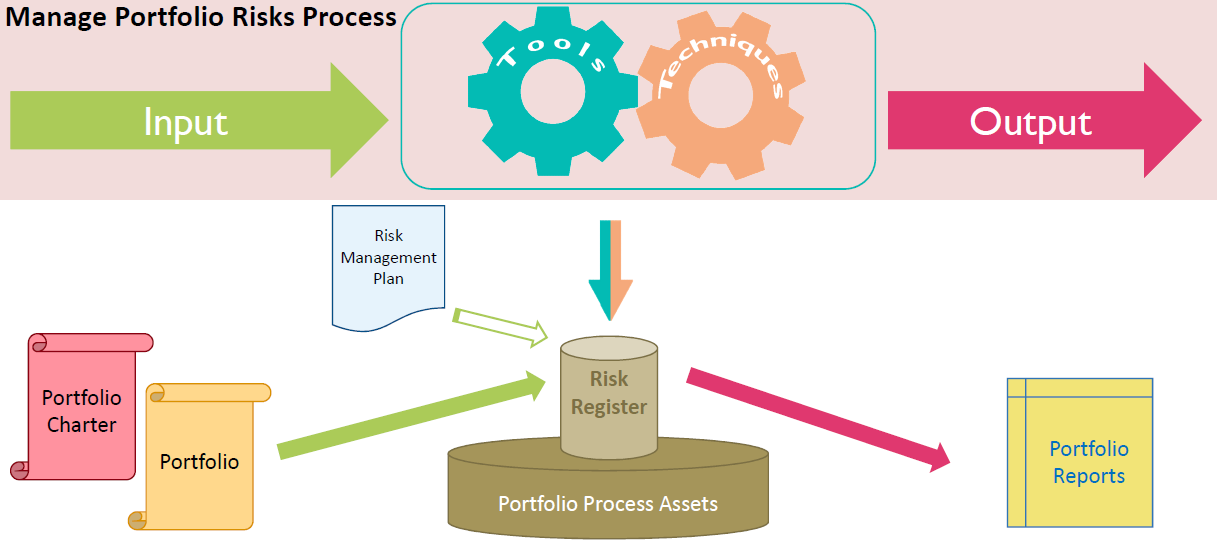 Manage Portfolio Risks Process
Input
Tools
Techniques
Output
Risk
Management
Plan
Portfolio
Charter
Portfolio
Risk
Register
Portfolio Process Assets
Portfolio
Reports